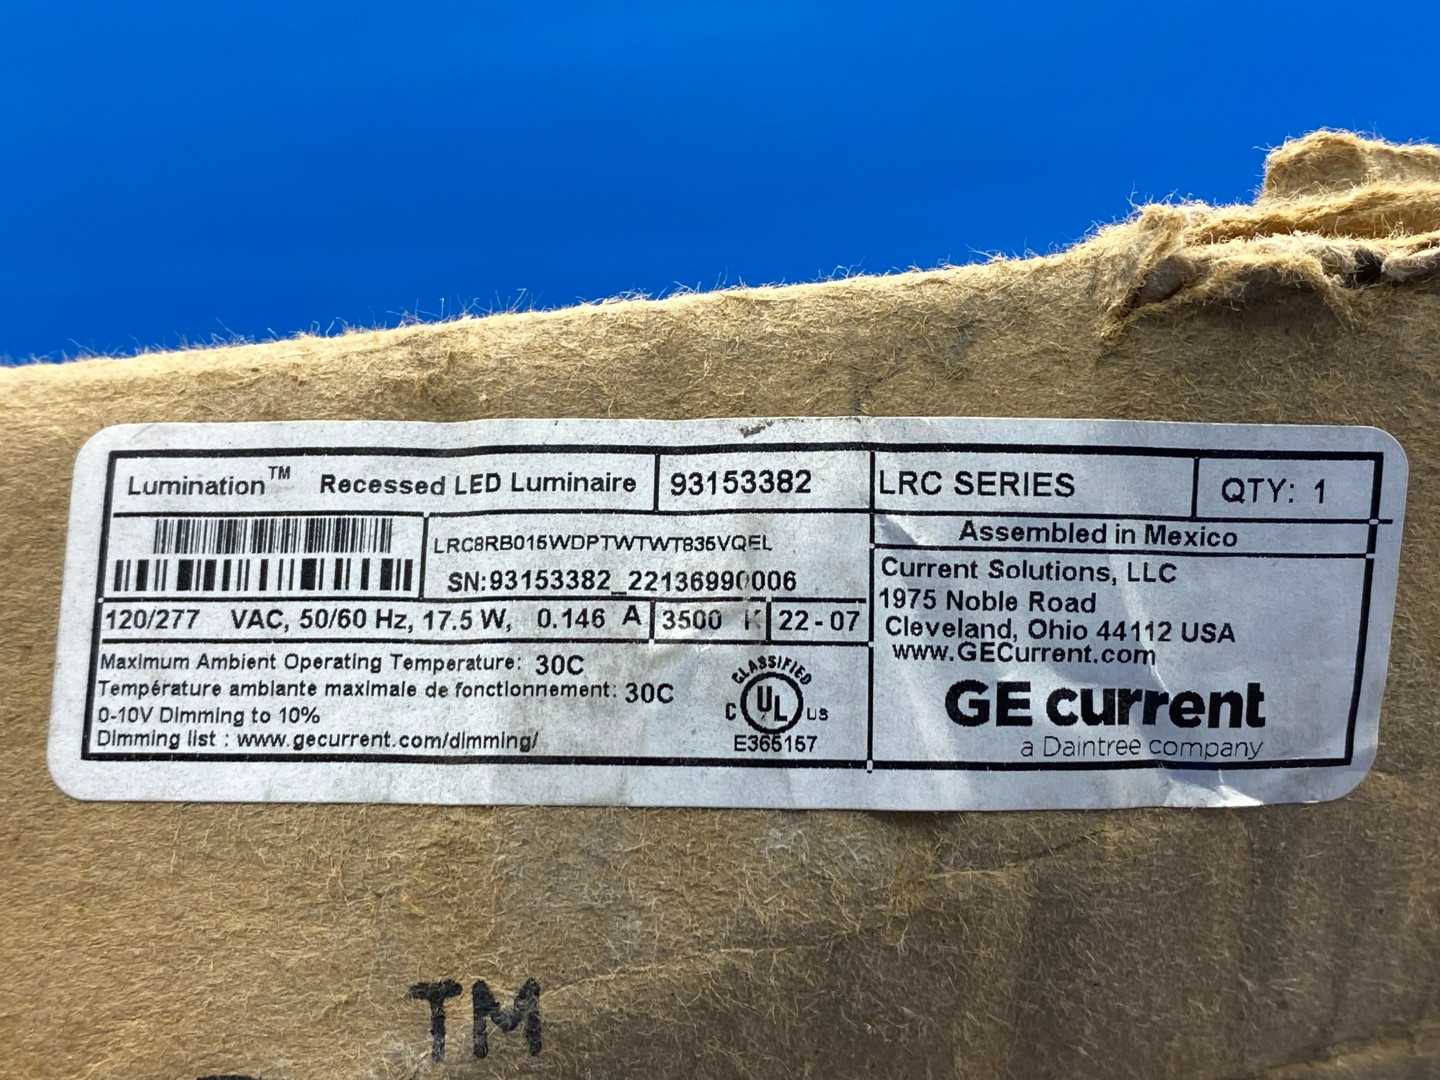 Lumination™ Recessed LED Luminaire 93153382 LRC SERIES QTY: 1
LRC8RB015WDPTWTWT835VQEL
SN:93153382_22136990006
120/277 VAC, 50/60 Hz, 17.5 W, 0.146 A 3500 K 22-07
Maximum Ambient Operating Temperature: 30C
Température ambiante maximale de fonctionnement: 30C
0-10V Dimming to 10%
Dimming list : www.gecurrent.com/dimming/
CLASSIFIED
C UL US
E365157
Assembled in Mexico
Current Solutions, LLC
1975 Noble Road
Cleveland, Ohio 44112 USA
www.GECurrent.com
GE current
a Daintree company
TM